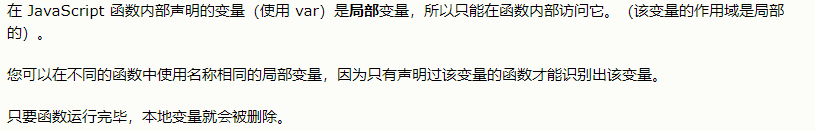 在 JavaScript 函数内部声明的变量（使用 var）是局部变量，所以只能在函数内部访问它。（该变量的作用域是局部
的）。
您可以在不同的函数中使用名称相同的局部变量，因为只有声明过该变量的函数才能识别出该变量。
只要函数运行完毕，本地变量就会被删除。